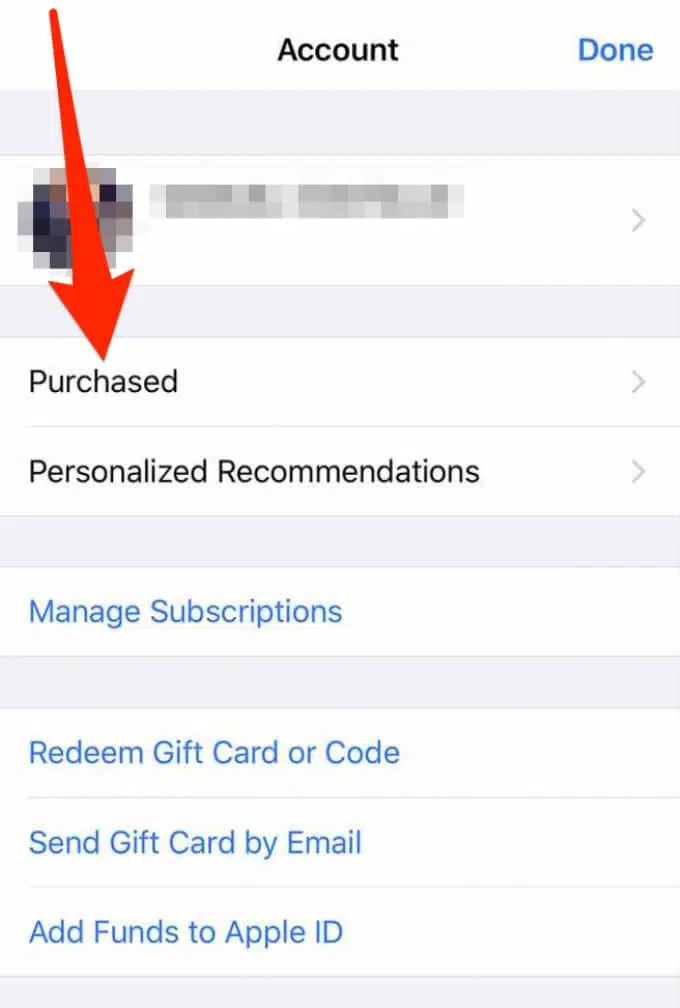 Account
Done
Purchased
Personalized Recommendations
Manage Subscriptions
Redeem Gift Card or Code
Send Gift Card by Email
Add Funds to Apple ID